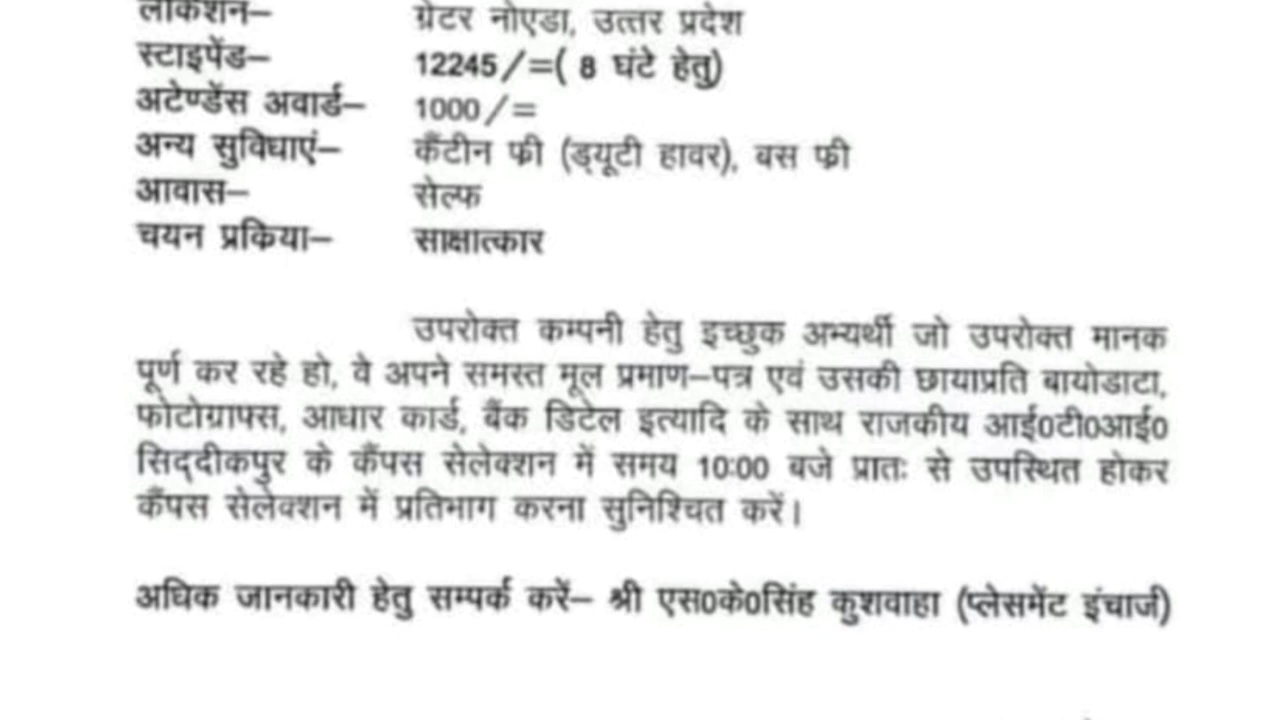 लोकेशन– ग्रेटर नोएडा, उत्तर प्रदेश
स्टाइपेंड– 12245/=( 8 घंटे हेतु)
अटेण्डेंस अवार्ड– 1000/=
अन्य सुविधाएं– कैंटीन फ्री (ड्यूटी हावर), बस फ्री
आवास– सेल्फ
चयन प्रकिया– साक्षात्कार
उपरोक्त कम्पनी हेतु इच्छुक अभ्यर्थी जो उपरोक्त मानक
पूर्ण कर रहे हो, वे अपने समस्त मूल प्रमाण–पत्र एवं उसकी छायाप्रति बायोडाटा,
फोटोग्राफ्स, आधार कार्ड, बैंक डिटेल इत्यादि के साथ राजकीय आई0टी0आई0
सिद्दीकपुर के कैंपस सेलेक्शन में समय 10:00 बजे प्रातः से उपस्थित होकर
कैंपस सेलेक्शन में प्रतिभाग करना सुनिश्चित करें।
अधिक जानकारी हेतु सम्पर्क करें– श्री एस0के0सिंह कुशवाहा (प्लेसमेंट इंचार्ज)